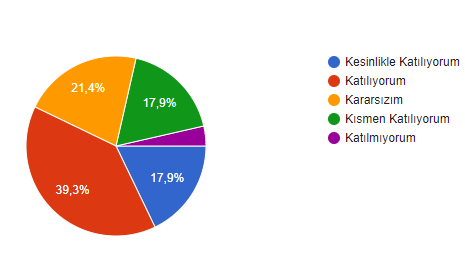 21,4%
17,9%
39,3%
17,9%
Kesinlikle Katılıyorum
Katılıyorum
Kararsızım
Kısmen Katılıyorum
Katılmıyorum